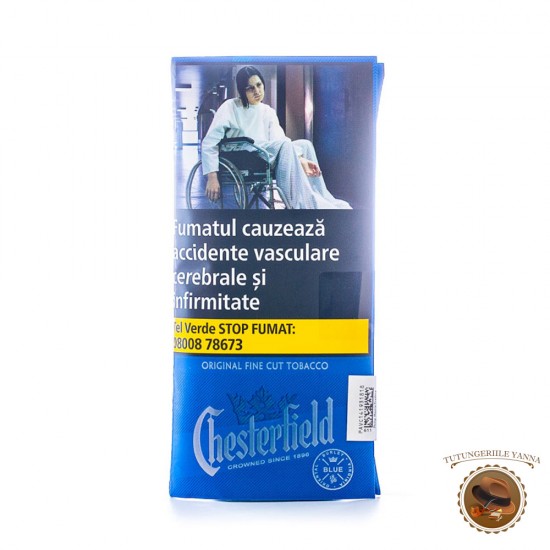 Fumatul cauzează
accidente vasculare
cerebrale și
infirmitate
Tel Verde STOP FUMAT:
08008 78673
ORIGINAL FINE CUT TOBACCO
Chesterfield
CROWNED SINCE 1896
BLUE
TUTUNGERIILE YANNA